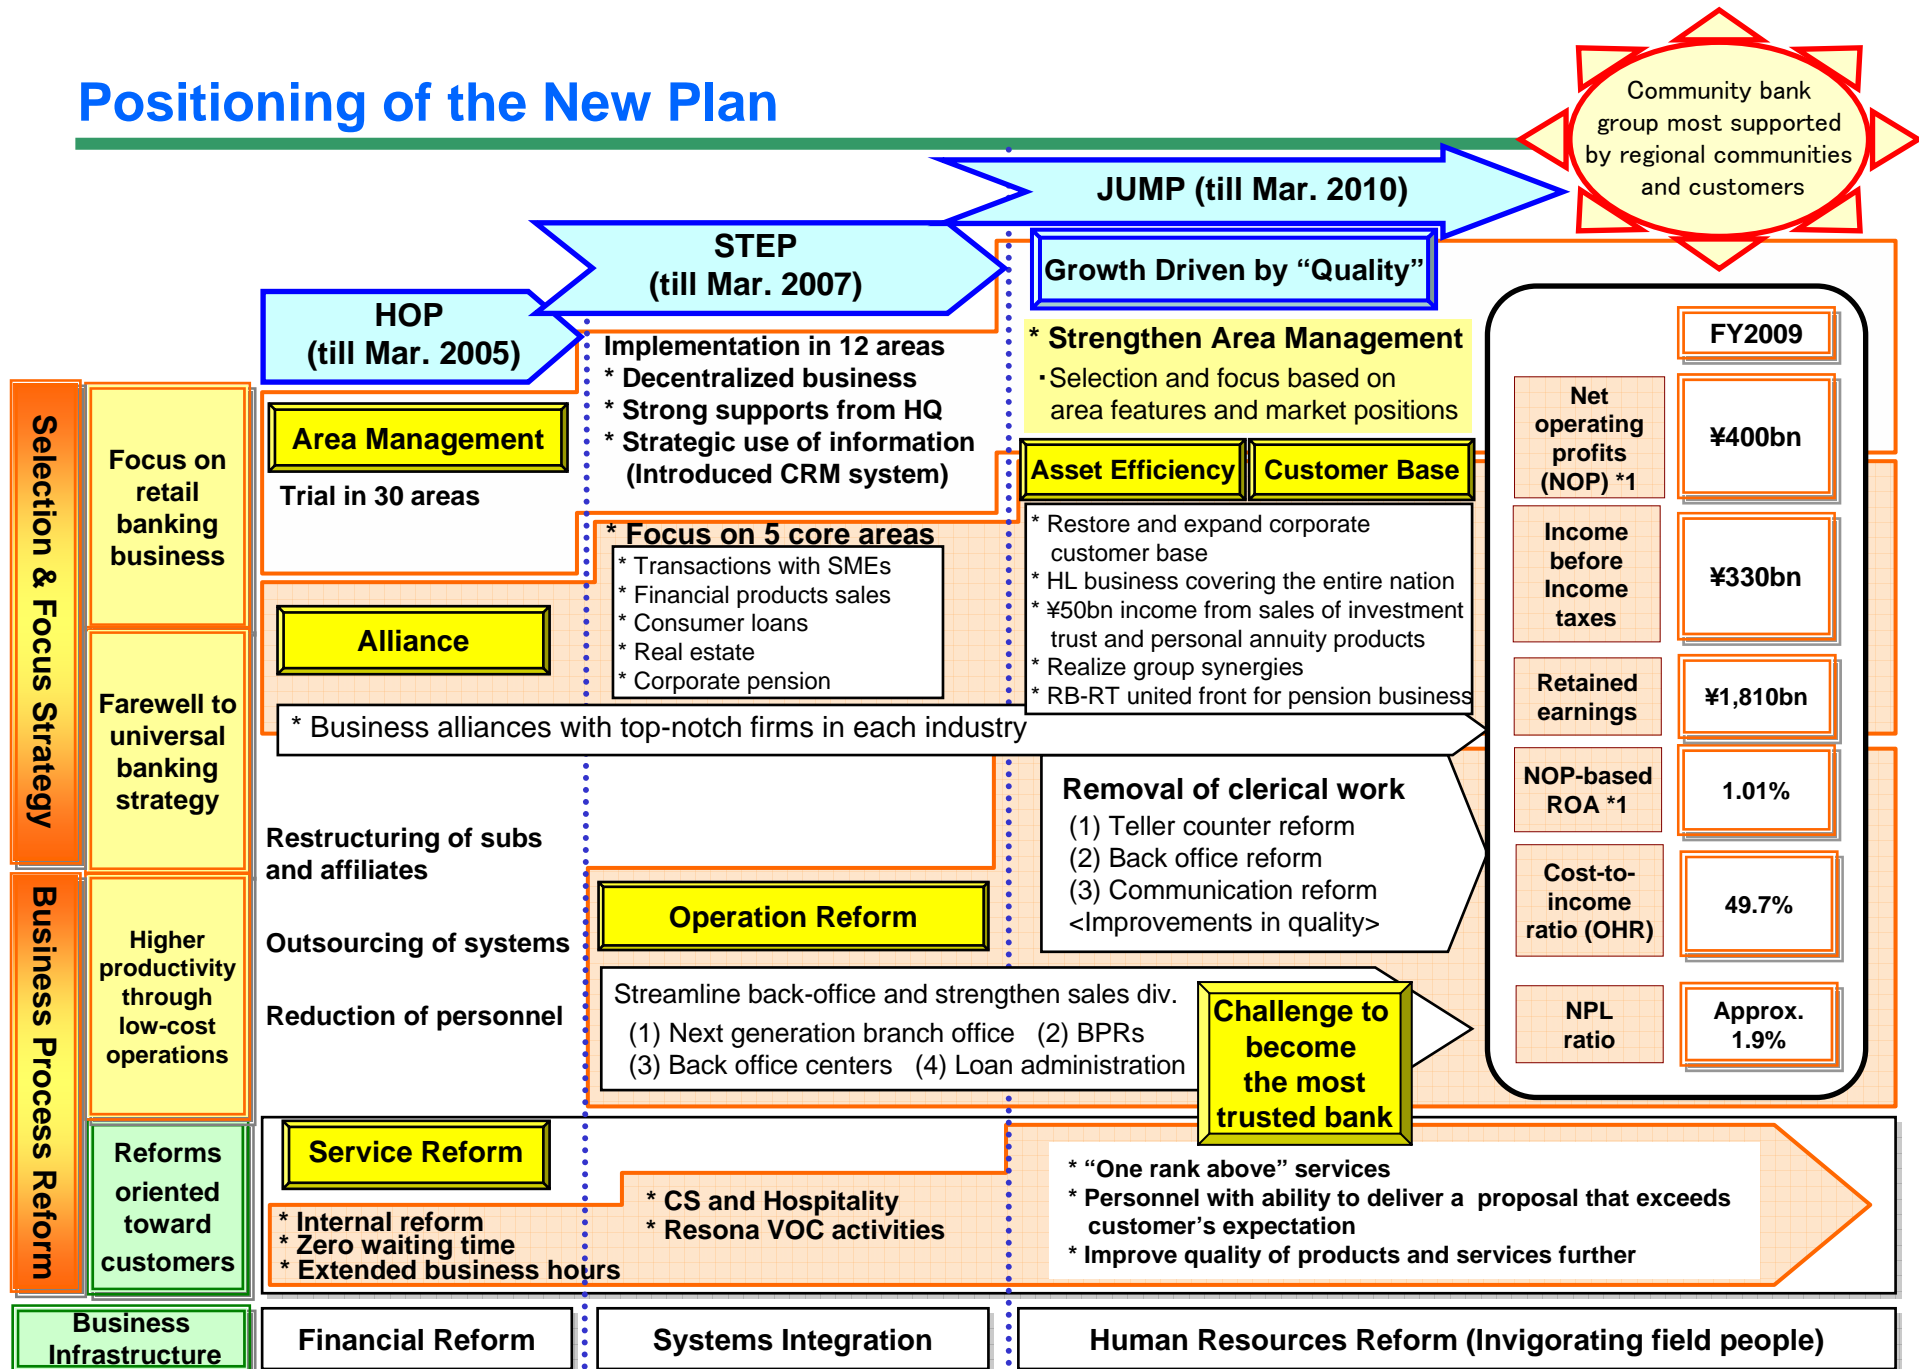 Positioning of the New Plan
Community bank
group most supported
by regional communities
and customers
JUMP (till Mar. 2010)
STEP
(till Mar. 2007)
HOP
(till Mar. 2005)
Growth Driven by “Quality”
Selection & Focus Strategy
Focus on
retail
banking
business
Farewell to
universal
banking
strategy
Area Management
Trial in 30 areas
Implementation in 12 areas
* Decentralized business
* Strong supports from HQ
* Strategic use of information
(Introduced CRM system)
* Strengthen Area Management
・Selection and focus based on
area features and market positions
Alliance
* Focus on 5 core areas
* Transactions with SMEs
* Financial products sales
* Consumer loans
* Real estate
* Corporate pension
Asset Efficiency
Customer Base
* Restore and expand corporate
customer base
* HL business covering the entire nation
* ¥50bn income from sales of investment
trust and personal annuity products
* Realize group synergies
* RB-RT united front for pension business
* Business alliances with top-notch firms in each industry
Business Process Reform
Higher
productivity
through
low-cost
operations
Reforms
oriented
toward
customers
Restructuring of subs
and affiliates
Outsourcing of systems
Reduction of personnel
Operation Reform
Removal of clerical work
(1) Teller counter reform
(2) Back office reform
(3) Communication reform
<Improvements in quality>
Streamline back-office and strengthen sales div.
(1) Next generation branch office (2) BPRs
(3) Back office centers (4) Loan administration
Challenge to
become
the most
trusted bank
Service Reform
* Internal reform
* Zero waiting time
* Extended business hours
* CS and Hospitality
* Resona VOC activities
* “One rank above” services
* Personnel with ability to deliver a proposal that exceeds
customer’s expectation
* Improve quality of products and services further
FY2009
Net
operating
profits
(NOP) *1
¥400bn
Income
before
Income
taxes
¥330bn
Retained
earnings
¥1,810bn
NOP-based
ROA *1
1.01%
Cost-to-
income
ratio (OHR)
49.7%
NPL
ratio
Approx.
1.9%
Business
Infrastructure
Financial Reform
Systems Integration
Human Resources Reform (Invigorating field people)